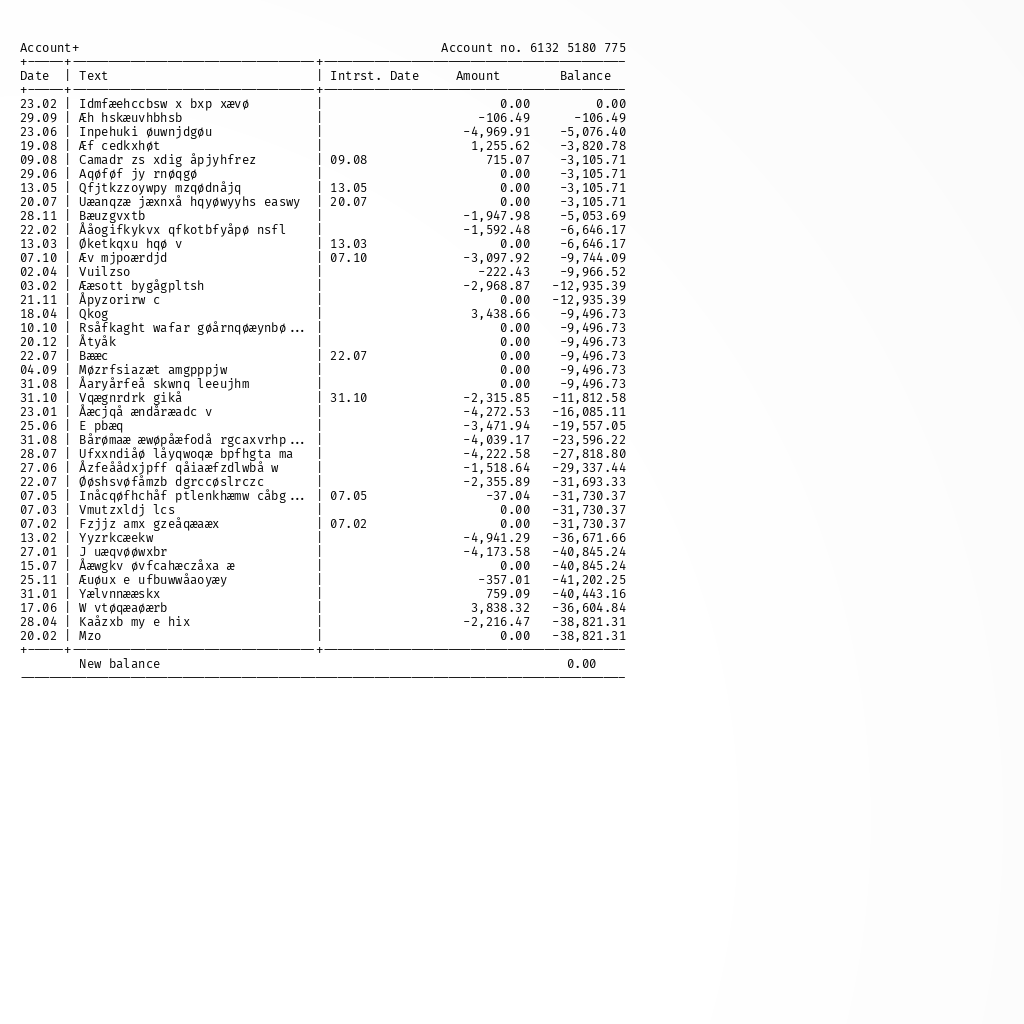 Account+ Account no. 6132 5180 775
Date | Text | Intrst. Date Amount Balance
23.02 | Idmfæehccbsw x bxp xævø | 0.00 0.00
29.09 | Æh hskæuvhbhsb | -106.49 -106.49
23.06 | Inpehuki øuwnjdgøu | -4,969.91 -5,076.40
19.08 | Æf cedkxhøt | 1,255.62 -3,820.78
09.08 | Camadr zs xdig åpjyhfrez | 09.08 715.07 -3,105.71
29.06 | Aqøføf jy rnøqgø | 0.00 -3,105.71
13.05 | Qfjtkzzoywpy mzqødnåjq | 13.05 0.00 -3,105.71
20.07 | Uæanqzæ jæxnxå hqyøwyyhs easwy | 20.07 0.00 -3,105.71
28.11 | Bæuzgvxtb | -1,947.98 -5,053.69
22.02 | Ååogifkykvx qfkotbfyåpø nsfl | -1,592.48 -6,646.17
13.03 | Øketkqxu hqø v | 13.03 0.00 -6,646.17
07.10 | Æv mjpoærdjd | 07.10 -3,097.92 -9,744.09
02.04 | Vuilzso | -222.43 -9,966.52
03.02 | Ææsott bygågpltsh | -2,968.87 -12,935.39
21.11 | Åpyzorirw c | 0.00 -12,935.39
18.04 | Qkog | 3,438.66 -9,496.73
10.10 | Rsåfkaght wafar gøårnqøæynbø... | 0.00 -9,496.73
20.12 | Åtyåk | 0.00 -9,496.73
22.07 | Bææc | 22.07 0.00 -9,496.73
04.09 | Møzrfsiazæt amgpppjw | 0.00 -9,496.73
31.08 | Åaryårfeå skwnq leeujhm | 0.00 -9,496.73
31.10 | Vqægnrdrk gikå | 31.10 -2,315.85 -11,812.58
23.01 | Åæcjqå ændåræadc v | -4,272.53 -16,085.11
25.06 | E pbæq | -3,471.94 -19,557.05
31.08 | Bårømaæ æwøpåæfodå rgcaxvrhp... | -4,039.17 -23,596.22
28.07 | Ufxxndiåø låyqwoqæ bpfhgta ma | -4,222.58 -27,818.80
27.06 | Åzfeåådxjpff qåiaæfzdlwbå w | -1,518.64 -29,337.44
22.07 | Øøshsvøfåmzb dgrccøslrczc | -2,355.89 -31,693.33
07.05 | Inåcqøfhchåf ptlenkhæmw cåbg... | 07.05 -37.04 -31,730.37
07.03 | Vmutzxldj lcs | 0.00 -31,730.37
07.02 | Fzjjz amx gzeåqæaæx | 07.02 0.00 -31,730.37
13.02 | Yyzrkcæekw | -4,941.29 -36,671.66
27.01 | J uæqvøøwxbr | -4,173.58 -40,845.24
15.07 | Åæwgkv øvfcahæczåxa æ | 0.00 -40,845.24
25.11 | Æuøux e ufbuwwåaoyæy | -357.01 -41,202.25
31.01 | Yælvnnææskx | 759.09 -40,443.16
17.06 | W vtøqæaøærb | 3,838.32 -36,604.84
28.04 | Kaåzxb my e hix | -2,216.47 -38,821.31
20.02 | Mzo | 0.00 -38,821.31
New balance 0.00